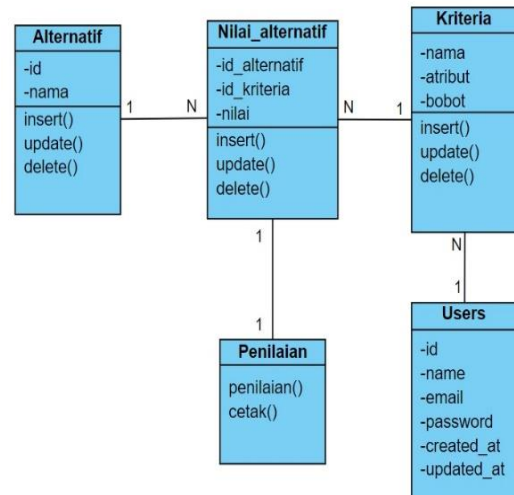 Alternatif
-id
-nama
insert()
update()
delete()
1
N
Nilai_alternatif
-id_alternatif
-id_kriteria
-nilai
insert()
update()
delete()
N
1
Kriteria
-nama
-atribut
-bobot
insert()
update()
delete()
1
1
Penilaian
penilaian()
cetak()
N
1
Users
-id
-name
-email
-password
-created_at
-updated_at